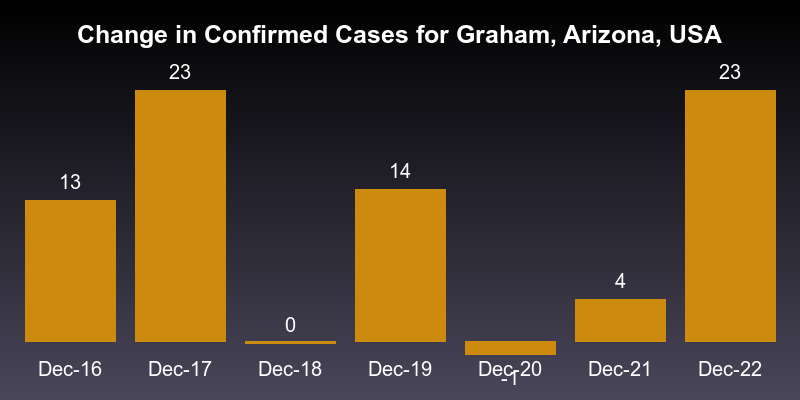 Change in Confirmed Cases for Graham, Arizona, USA
13
23
0
14
-1
4
23
Dec-16
Dec-17
Dec-18
Dec-19
Dec-20
Dec-21
Dec-22